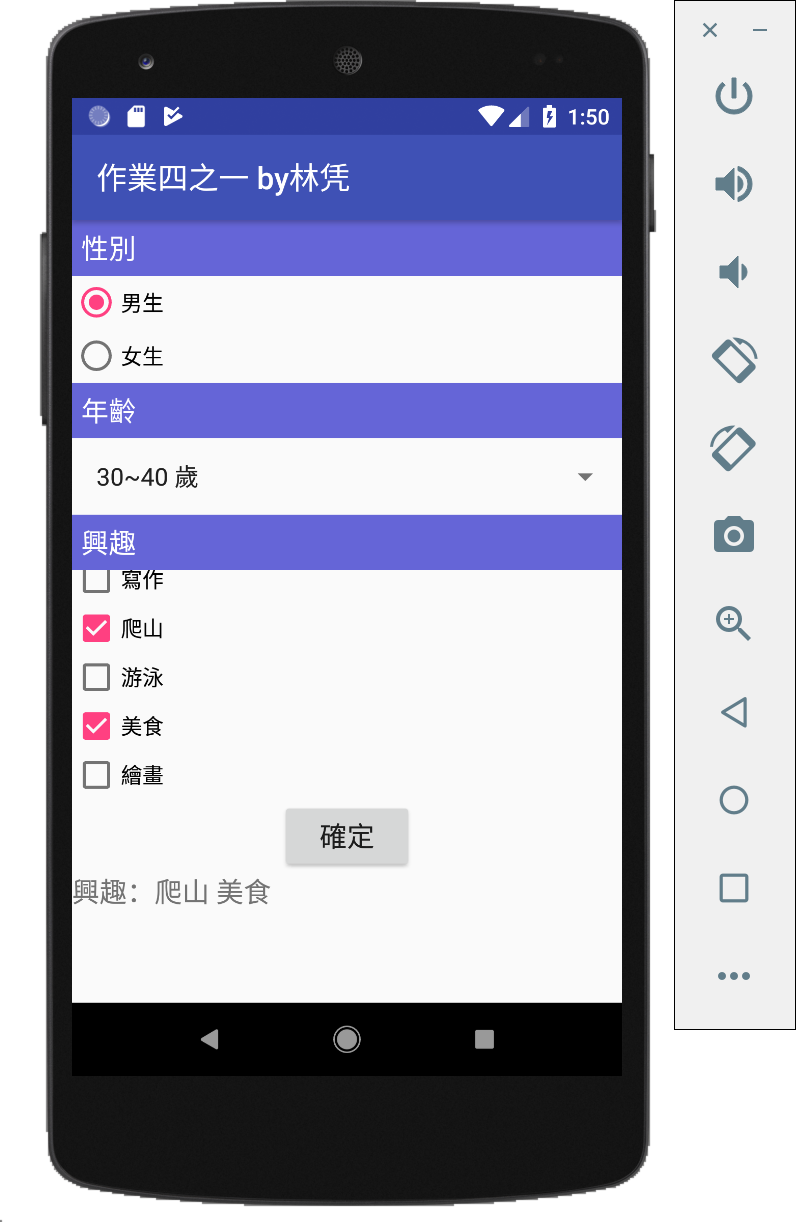 1:50
作業四之一 by林凭
性別
男生
女生
年齡
30~40 歲
興趣
寫作
爬山
游泳
美食
繪畫
確定
興趣：爬山 美食